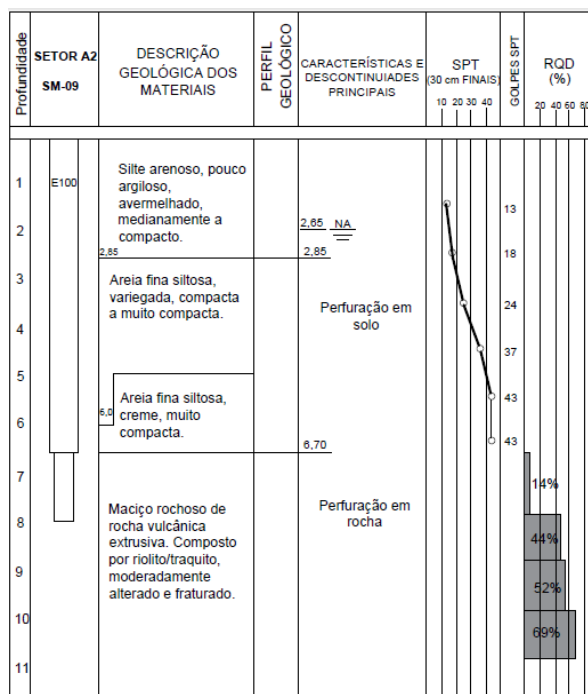 Profundidade
SETOR A2
SM-09
DESCRIÇÃO
GEOLÓGICA DOS
MATERIAIS
PERFIL
GEOLÓGICO
CARACTERÍSTICAS E
DESCONTINUIADES
PRINCIPAIS
SPT
(30 cm FINAIS)
10 20 30 40
GOLPES SPT
RQD
(%)
20 40 60 80
1
E100
Silte arenoso, pouco
argiloso,
avermelhado,
medianamente a
compacto.
13
2
2,65 NA
2,85
2,85
18
3
Areia fina siltosa,
variegada, compacta
a muito compacta.
Perfuração em
solo
24
4
37
5
Areia fina siltosa,
creme, muito
compacta.
6,0
43
6
43
6,70
7
14%
Maciço rochoso de
rocha vulcânica
extrusiva. Composto
por riolito/traquito,
moderadamente
alterado e fraturado.
Perfuração em
rocha
8
44%
9
52%
10
69%
11